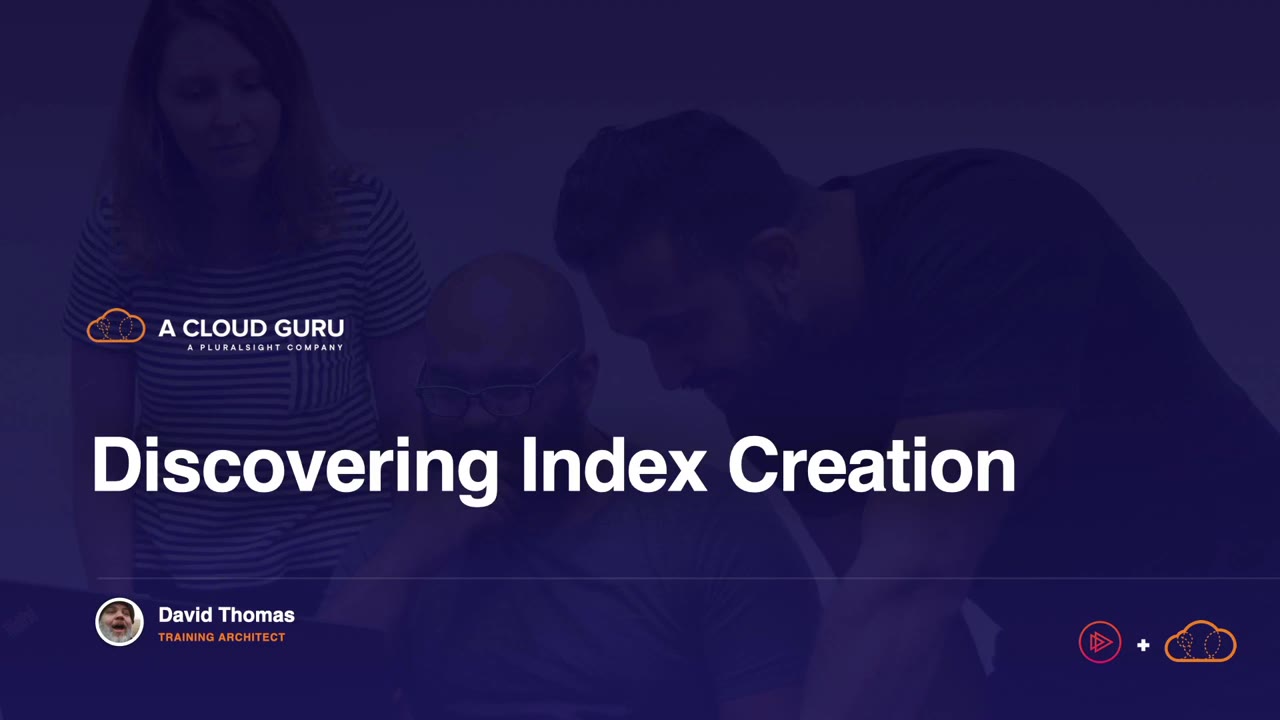 A CLOUD GURU
A PLURALSIGHT COMPANY
Discovering Index Creation
David Thomas
TRAINING ARCHITECT
+